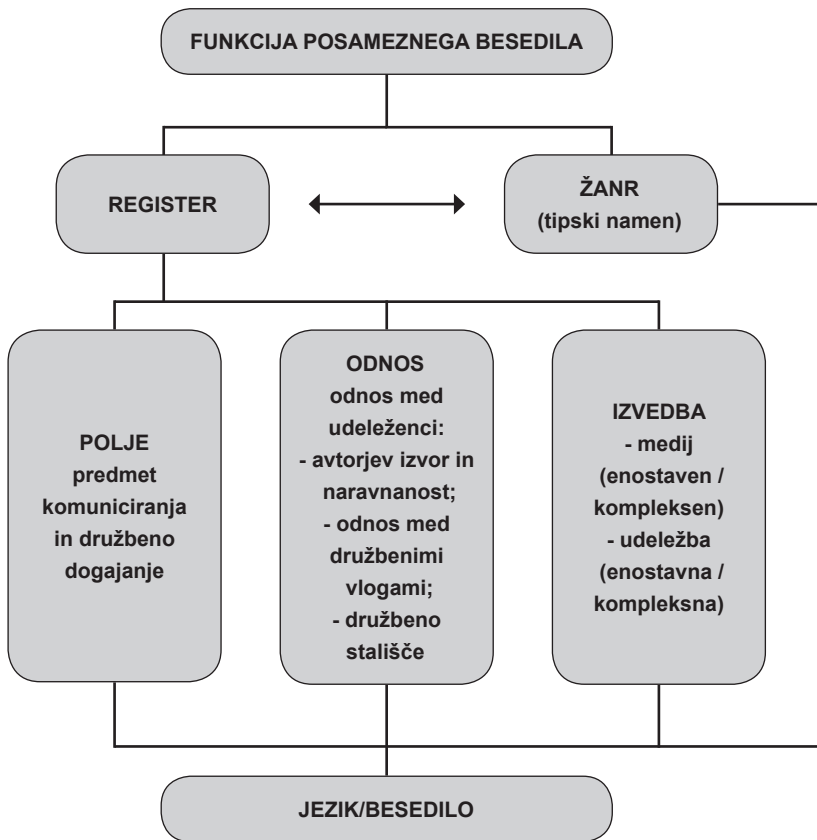 FUNKCIJA POSAMEZNEGA BESEDILA
REGISTER
ŽANR
(tipski namen)
POLJE
predmet
komuniciranja
in družbeno
dogajanje
ODNOS
odnos med
udeleženci:
- avtorjev izvor in
naravnanost;
- odnos med
družbenimi
vlogami;
- družbeno
stališče
IZVEDBA
- medij
(enostaven /
kompleksen)
- udeležba
(enostavna /
kompleksna)
JEZIK/BESEDILO